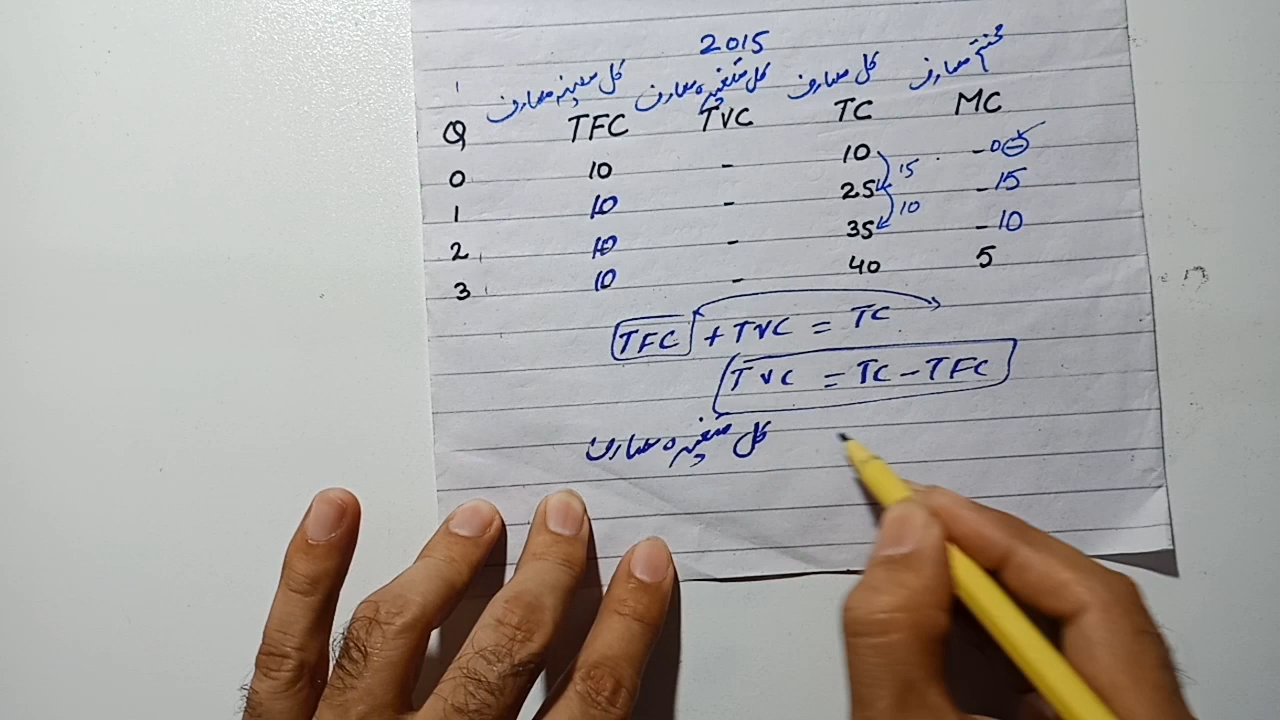 2015
کل معینہ مصارف کل متغیرہ مصارف کل مصارف مختتم مصارف
Q TFC TVC TC MC
0 10 - 10 - 0
15
1 10 - 25 - 15
10
2 10 - 35 - 10
3 10 - 40 5
TFC + TVC = TC
TVC = TC - TFC
کل متغیرہ مصارف